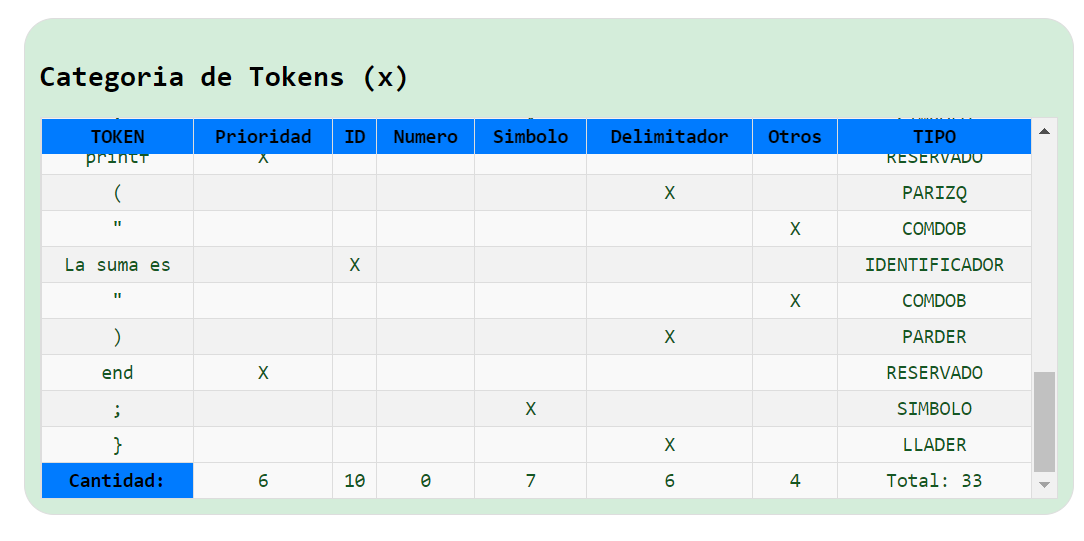 Categoria de Tokens (x)
TOKEN Prioridad ID Numero Simbolo Delimitador Otros TIPO
printf X RESERVADO
( X PARIZQ
" X COMDOB
La suma es X IDENTIFICADOR
" X COMDOB
) X PARDER
end X RESERVADO
; X SIMBOLO
} X LLADER
Cantidad: 6 10 0 7 6 4 Total: 33